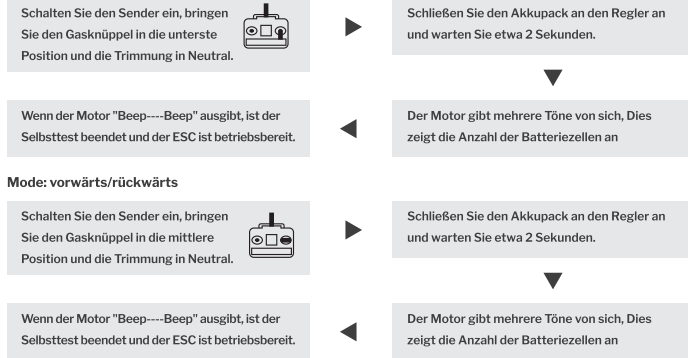 Schalten Sie den Sender ein, bringen
Sie den Gasknüppel in die unterste
Position und die Trimmung in Neutral.
Schließen Sie den Akkupack an den Regler an
und warten Sie etwa 2 Sekunden.
Der Motor gibt mehrere Töne von sich, Dies
zeigt die Anzahl der Batteriezellen an
Wenn der Motor "Beep----Beep" ausgibt, ist der
Selbsttest beendet und der ESC ist betriebsbereit.
Mode: vorwärts/rückwärts
Schalten Sie den Sender ein, bringen
Sie den Gasknüppel in die mittlere
Position und die Trimmung in Neutral.
Schließen Sie den Akkupack an den Regler an
und warten Sie etwa 2 Sekunden.
Der Motor gibt mehrere Töne von sich, Dies
zeigt die Anzahl der Batteriezellen an
Wenn der Motor "Beep----Beep" ausgibt, ist der
Selbsttest beendet und der ESC ist betriebsbereit.